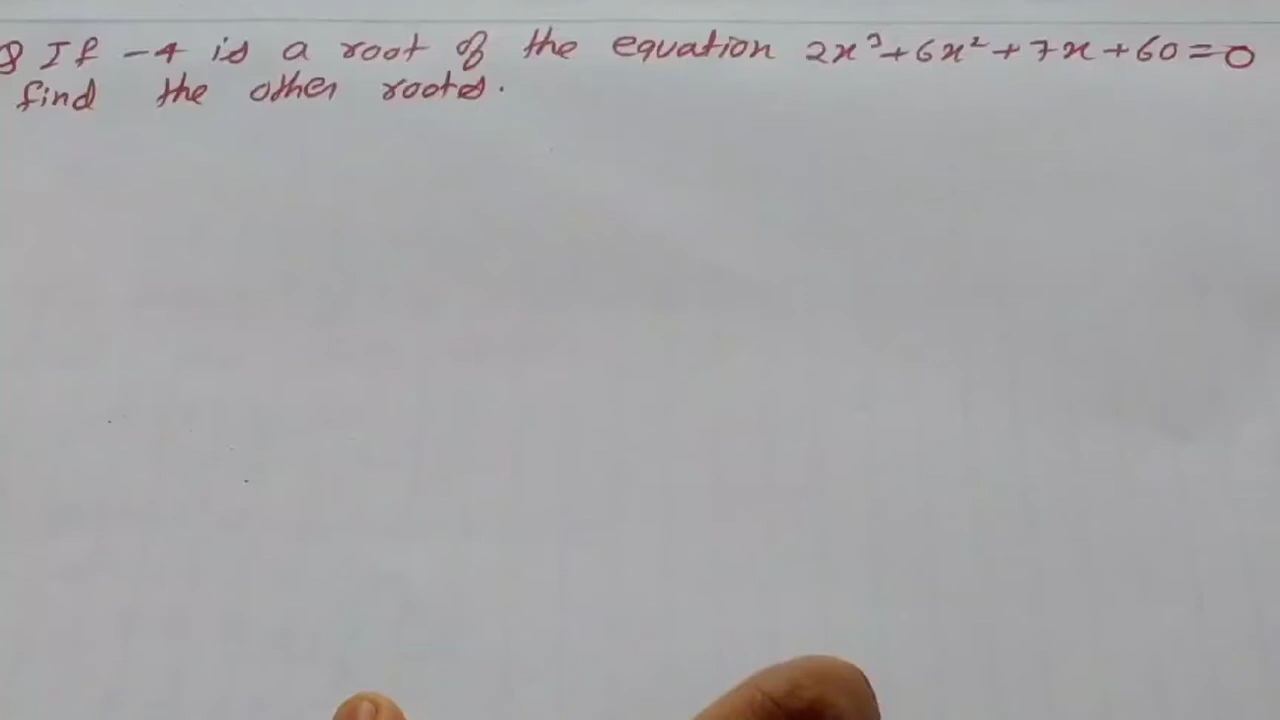 Q If -4 is a root of the equation 2x³+6x²+7x+60=0
find the other roots.